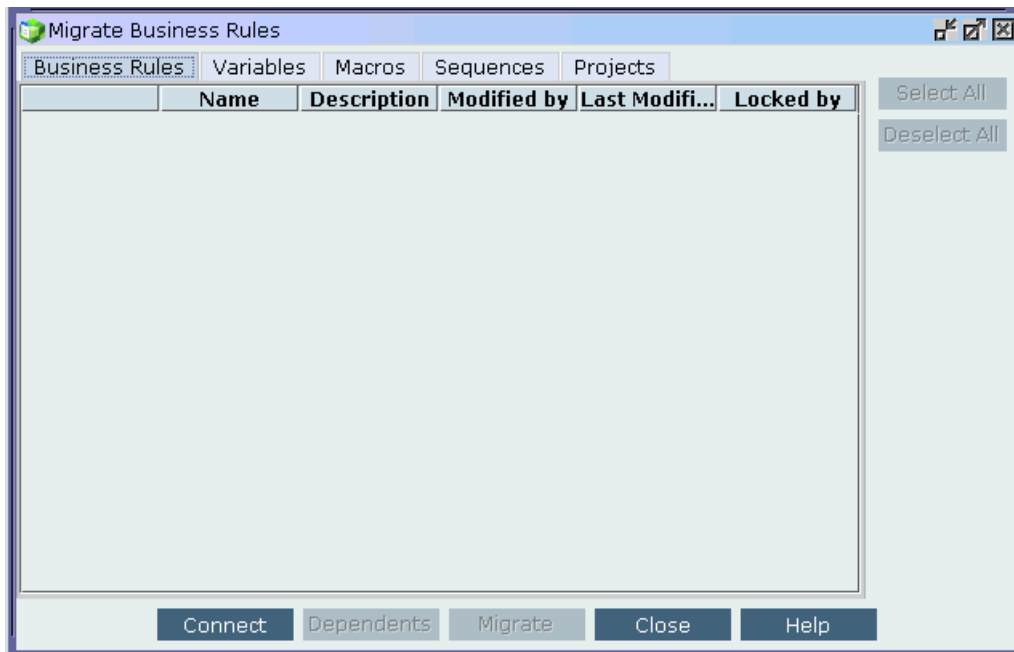 Migrate Business Rules
Business Rules Variables Macros Sequences Projects
Name Description Modified by Last Modifi... Locked by
Select All
Deselect All
Connect Dependents Migrate Close Help